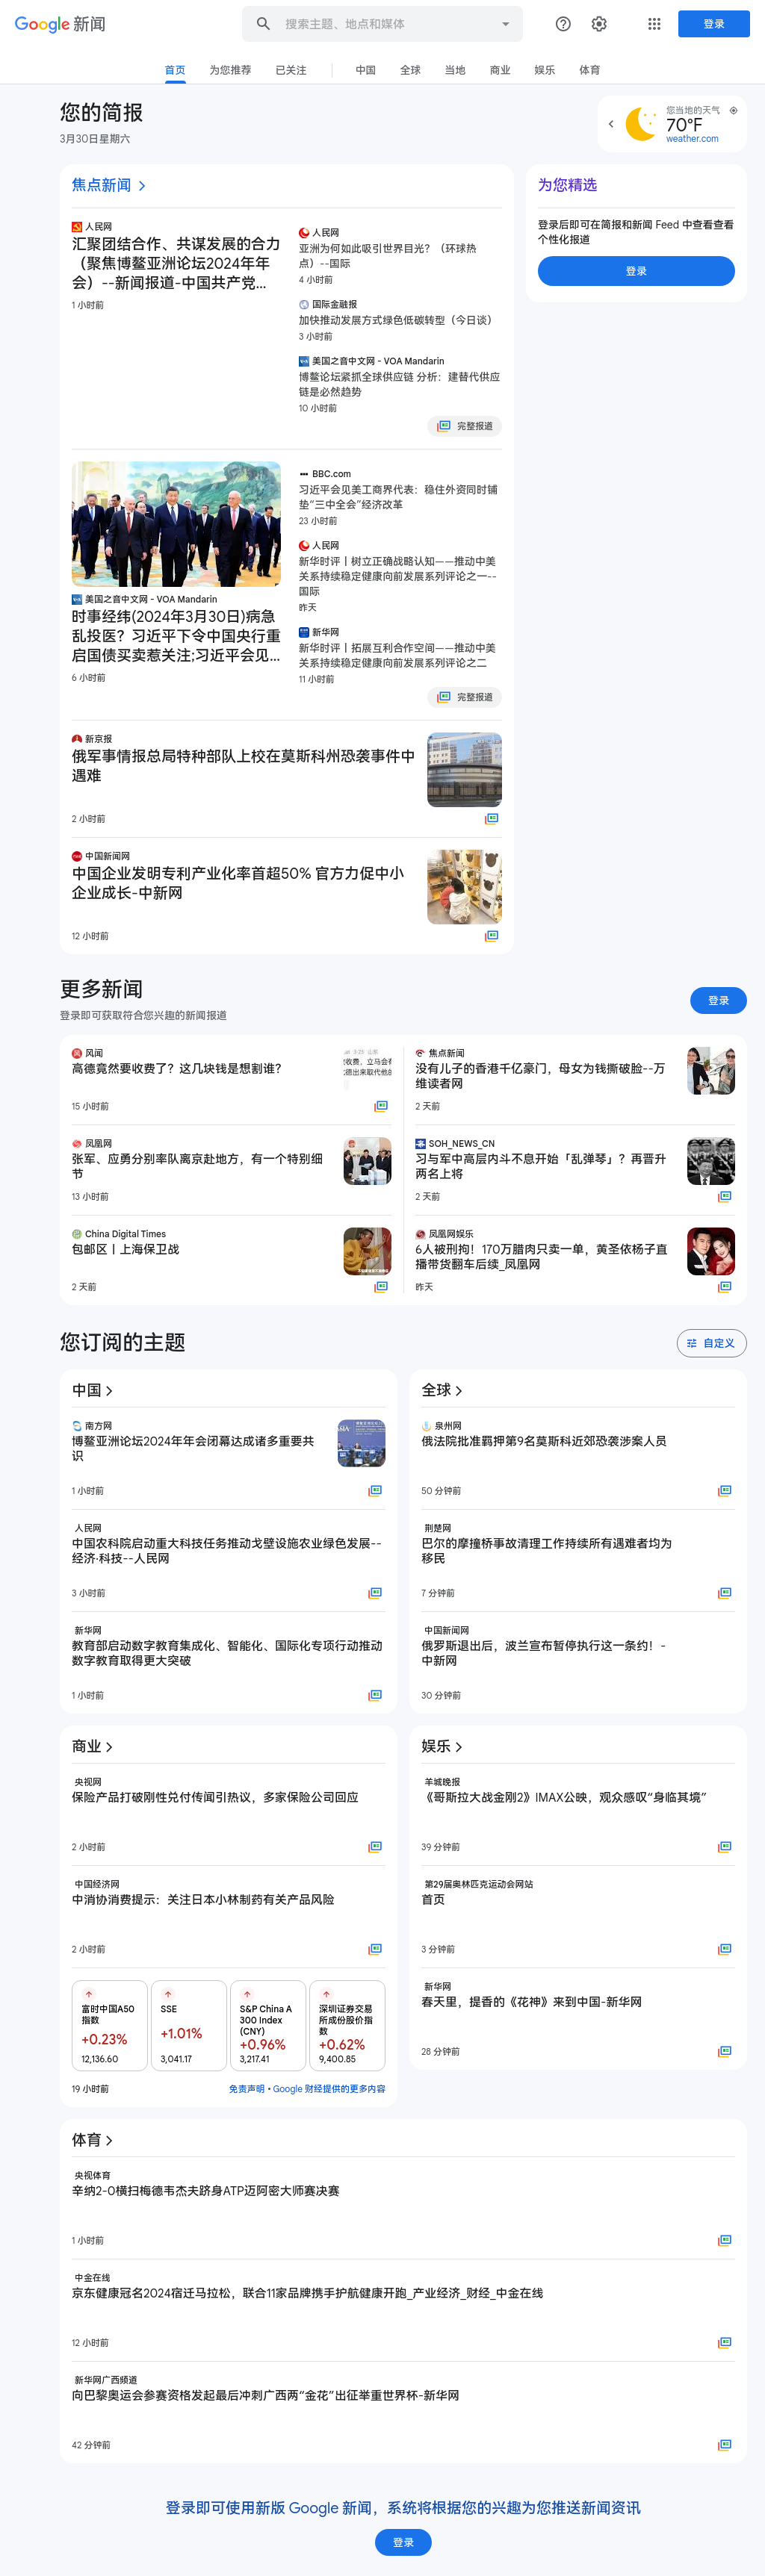 Google 新闻
搜索主题、地点和媒体
登录
首页
为您推荐
已关注
中国
全球
当地
商业
娱乐
体育
您的简报
3月30日星期六
您当地的天气
70°F
weather.com
焦点新闻
人民网
汇聚团结合作、共谋发展的合力
（聚焦博鳌亚洲论坛2024年年
会）--新闻报道-中国共产党...
1 小时前
人民网
亚洲为何如此吸引世界目光？（环球热
点）--国际
4 小时前
国际金融报
加快推动发展方式绿色低碳转型（今日谈）
3 小时前
美国之音中文网 - VOA Mandarin
博鳌论坛紧抓全球供应链 分析：建替代供应
链是必然趋势
10 小时前
完整报道
美国之音中文网 - VOA Mandarin
时事经纬(2024年3月30日)病急
乱投医？习近平下令中国央行重
启国债买卖惹关注;习近平会见...
6 小时前
BBC.com
习近平会见美工商界代表：稳住外资同时铺
垫“三中全会”经济改革
23 小时前
人民网
新华时评丨树立正确战略认知——推动中美
关系持续稳定健康向前发展系列评论之一--
国际
昨天
新华网
新华时评丨拓展互利合作空间——推动中美
关系持续稳定健康向前发展系列评论之二
11 小时前
完整报道
新京报
俄军事情报总局特种部队上校在莫斯科州恐袭事件中
遇难
2 小时前
中国新闻网
中国企业发明专利产业化率首超50% 官方力促中小
企业成长-中新网
12 小时前
为您精选
登录后即可在简报和新闻 Feed 中查看查看
个性化报道
登录
更多新闻
登录即可获取符合您兴趣的新闻报道
登录
风闻
高德竟然要收费了？这几块钱是想割谁？
15 小时前
焦点新闻
没有儿子的香港千亿豪门，母女为钱撕破脸--万
维读者网
2 天前
凤凰网
张军、应勇分别率队离京赴地方，有一个特别细
节
13 小时前
SOH_NEWS_CN
习与军中高层内斗不息开始「乱弹琴」？再晋升
两名上将
2 天前
China Digital Times
包邮区丨上海保卫战
2 天前
凤凰网娱乐
6人被刑拘！170万腊肉只卖一单，黄圣依杨子直
播带货翻车后续_凤凰网
昨天
您订阅的主题
自定义
中国
南方网
博鳌亚洲论坛2024年年会闭幕达成诸多重要共
识
1 小时前
人民网
中国农科院启动重大科技任务推动戈壁设施农业绿色发展--
经济·科技--人民网
3 小时前
新华网
教育部启动数字教育集成化、智能化、国际化专项行动推动
数字教育取得更大突破
1 小时前
全球
泉州网
俄法院批准羁押第9名莫斯科近郊恐袭涉案人员
50 分钟前
荆楚网
巴尔的摩撞桥事故清理工作持续所有遇难者均为
移民
7 分钟前
中国新闻网
俄罗斯退出后，波兰宣布暂停执行这一条约！-
中新网
30 分钟前
商业
央视网
保险产品打破刚性兑付传闻引热议，多家保险公司回应
2 小时前
中国经济网
中消协消费提示：关注日本小林制药有关产品风险
2 小时前
富时中国A50
指数
+0.23%
12,136.60
SSE
+1.01%
3,041.17
S&P China A
300 Index
(CNY)
+0.96%
3,217.41
深圳证券交易
所成份股价指
数
+0.62%
9,400.85
19 小时前
免责声明 • Google 财经提供的更多内容
娱乐
羊城晚报
《哥斯拉大战金刚2》IMAX公映，观众感叹“身临其境”
39 分钟前
第29届奥林匹克运动会网站
首页
3 分钟前
新华网
春天里，提香的《花神》来到中国-新华网
28 分钟前
体育
央视体育
辛纳2-0横扫梅德韦杰夫跻身ATP迈阿密大师赛决赛
1 小时前
中金在线
京东健康冠名2024宿迁马拉松，联合11家品牌携手护航健康开跑_产业经济_财经_中金在线
12 小时前
新华网广西频道
向巴黎奥运会参赛资格发起最后冲刺广西两“金花”出征举重世界杯-新华网
42 分钟前
登录即可使用新版 Google 新闻，系统将根据您的兴趣为您推送新闻资讯
登录